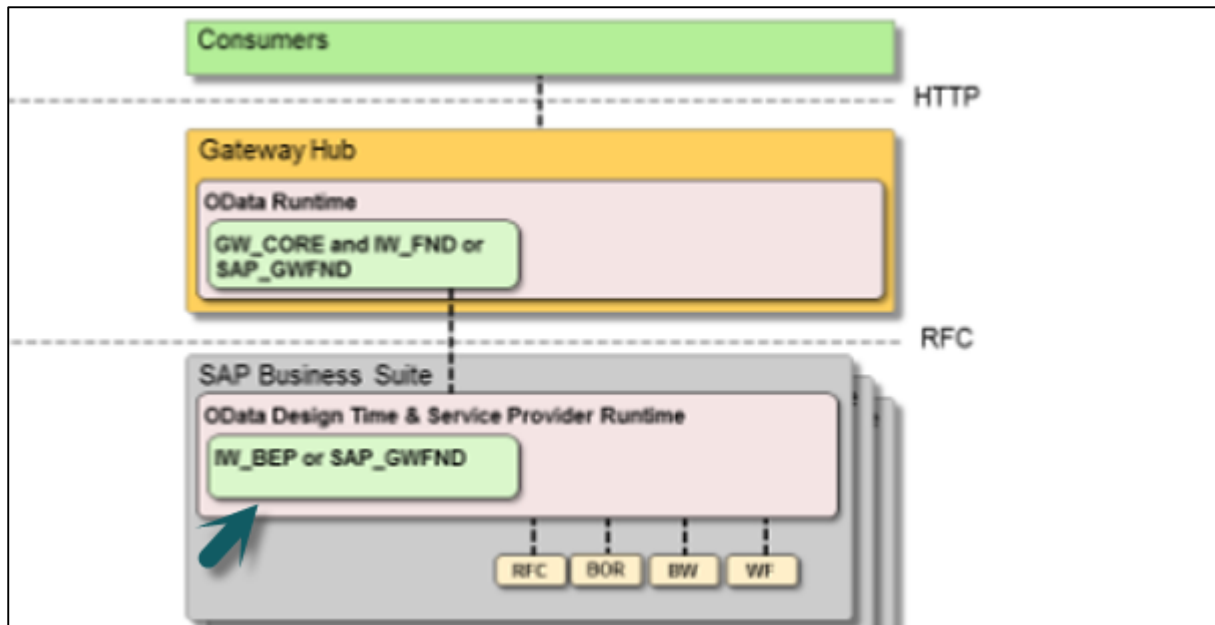 Consumers
HTTP
Gateway Hub
OData Runtime
GW_CORE and IW_FND or
SAP_GWFND
RFC
SAP Business Suite
OData Design Time & Service Provider Runtime
IW_BEP or SAP_GWFND
RFC
BOR
BW
WF